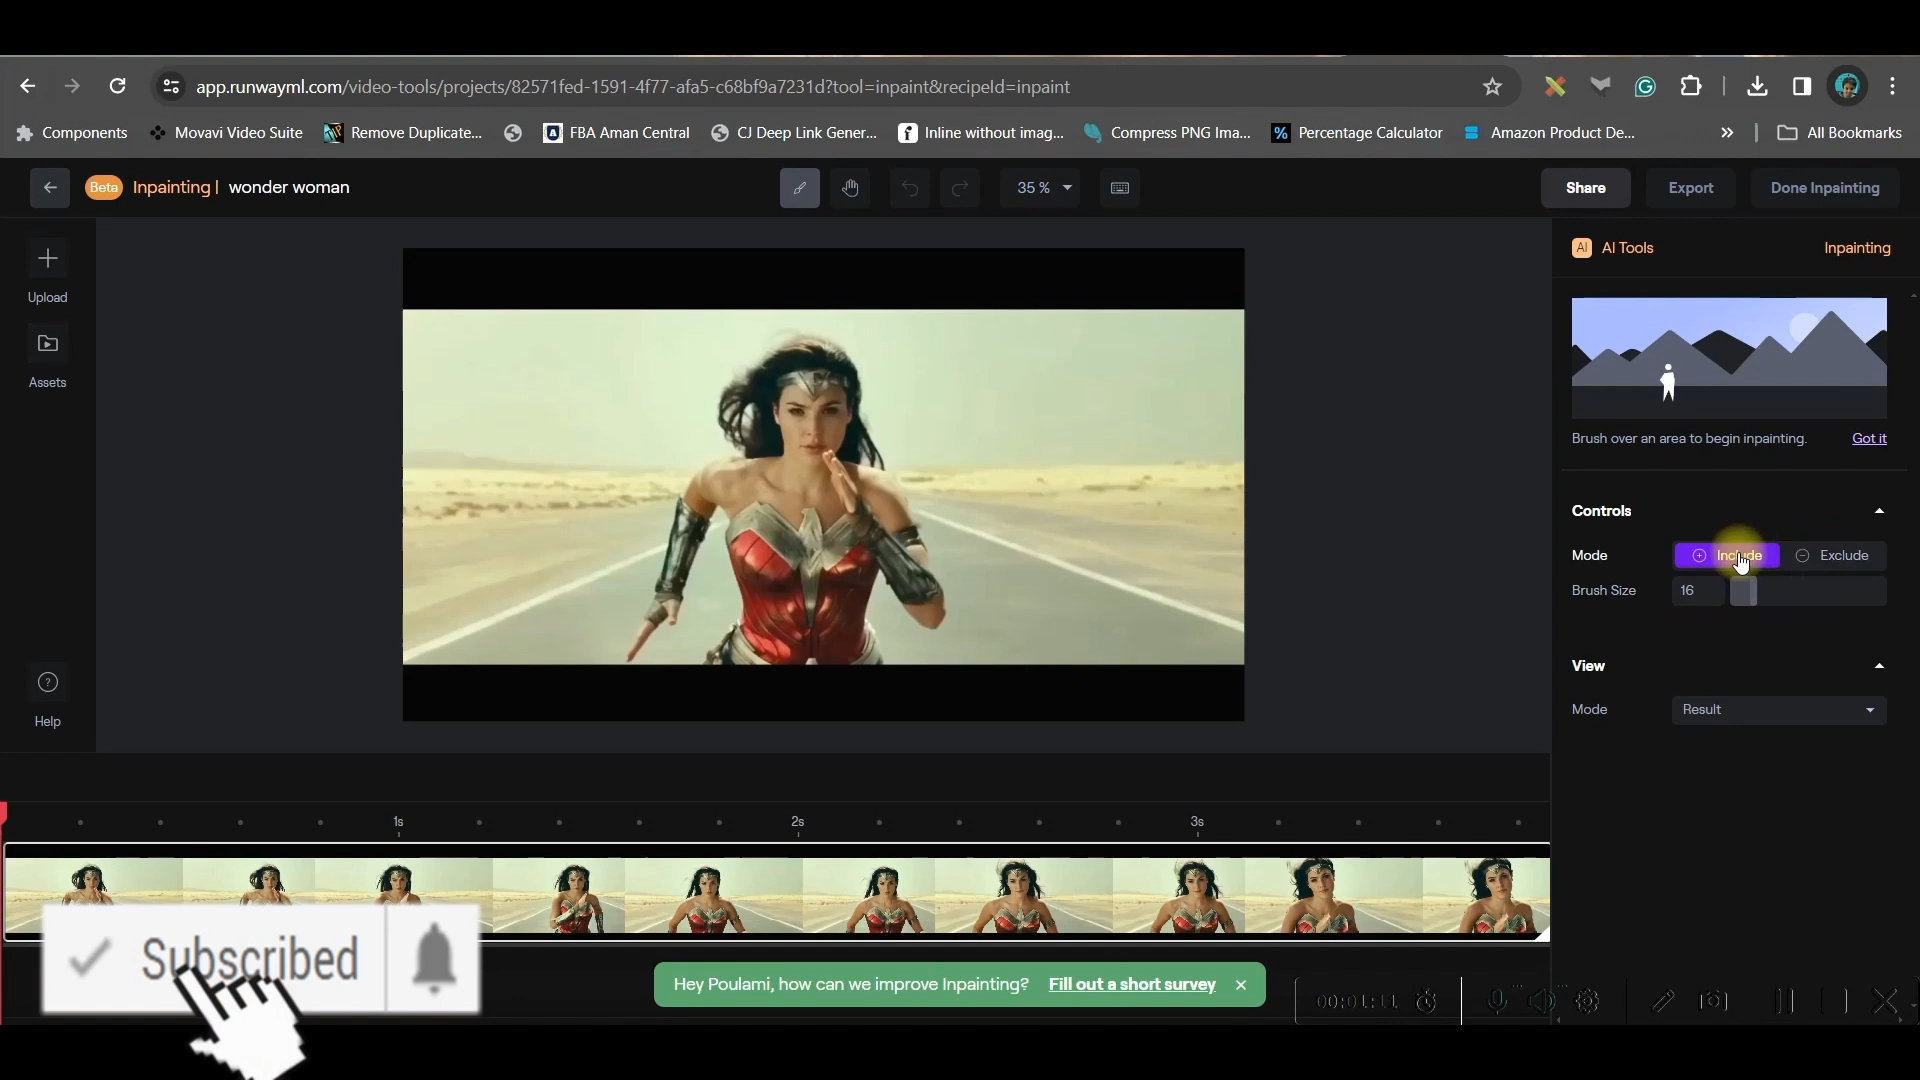 app.runwayml.com/video-tools/projects/82571fed-1591-4f77-afa5-c68bf9a7231d?tool=inpaint&recipeId=inpaint
Components Movavi Video Suite Remove Duplicate... FBA Aman Central CJ Deep Link Gener... Inline without imag... Compress PNG Ima... % Percentage Calculator Amazon Product De... » All Bookmarks
Beta Inpainting | wonder woman 35 % Share Export Done Inpainting
AI AI Tools Inpainting
Upload
Assets
Brush over an area to begin inpainting. Got it
Controls
Mode Include Exclude
Brush Size 16
View
Help
Mode Result
1s 2s 3s
Subscribed
Hey Poulami, how can we improve Inpainting? Fill out a short survey ×